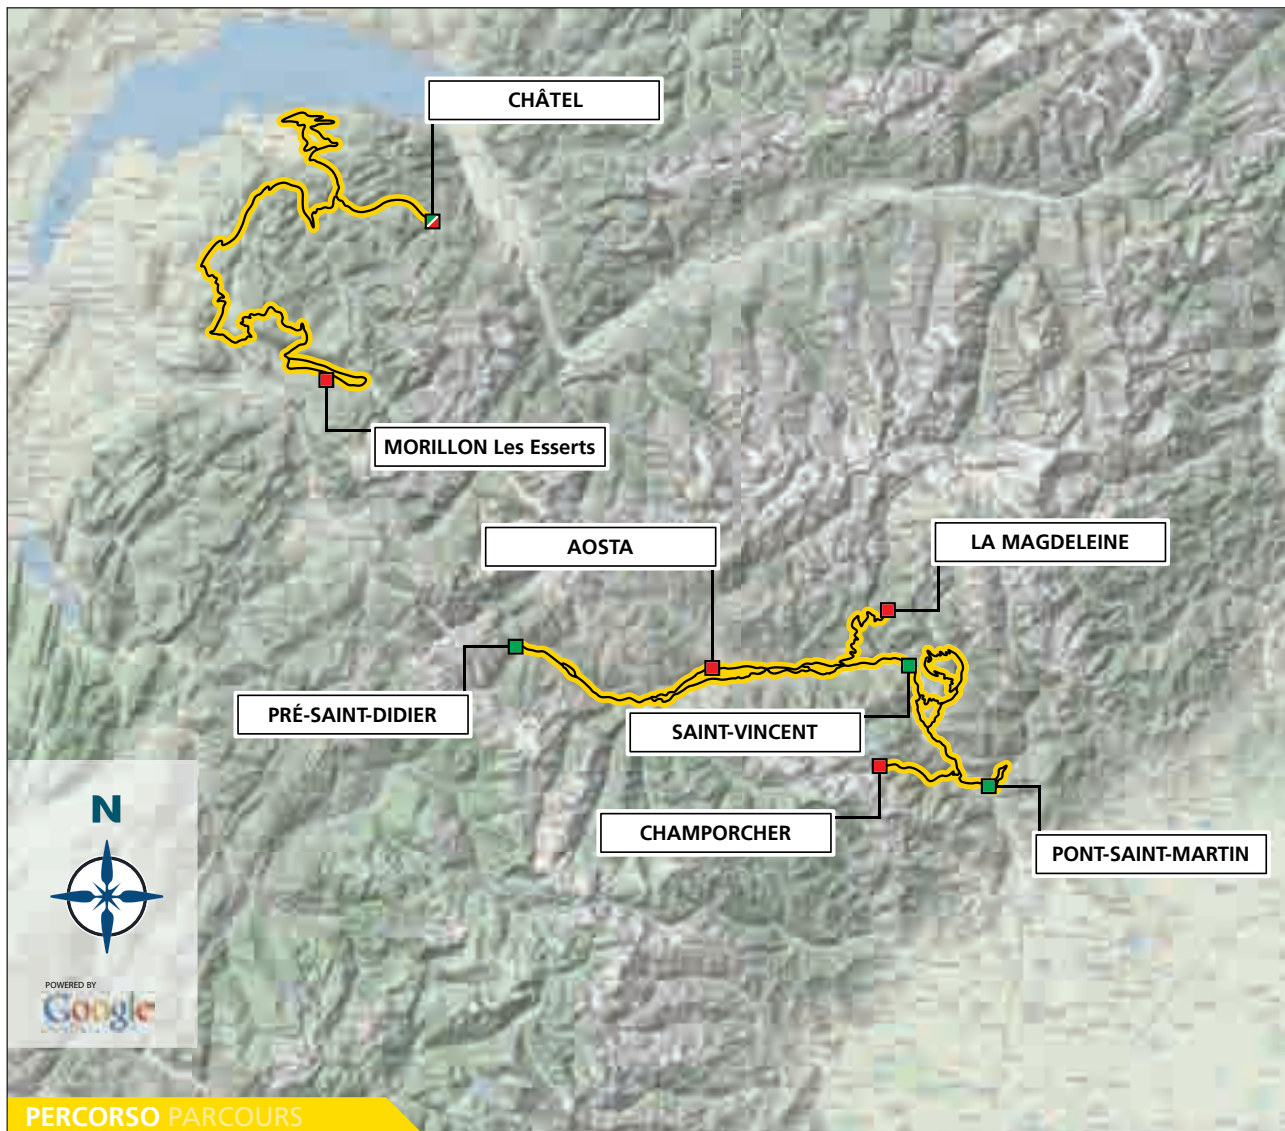 CHÂTEL
MORILLON Les Esserts
AOSTA
LA MAGDELEINE
PRÉ-SAINT-DIDIER
SAINT-VINCENT
CHAMPORCHER
PONT-SAINT-MARTIN
N
POWERED BY
Google
PERCORSO PARCOURS